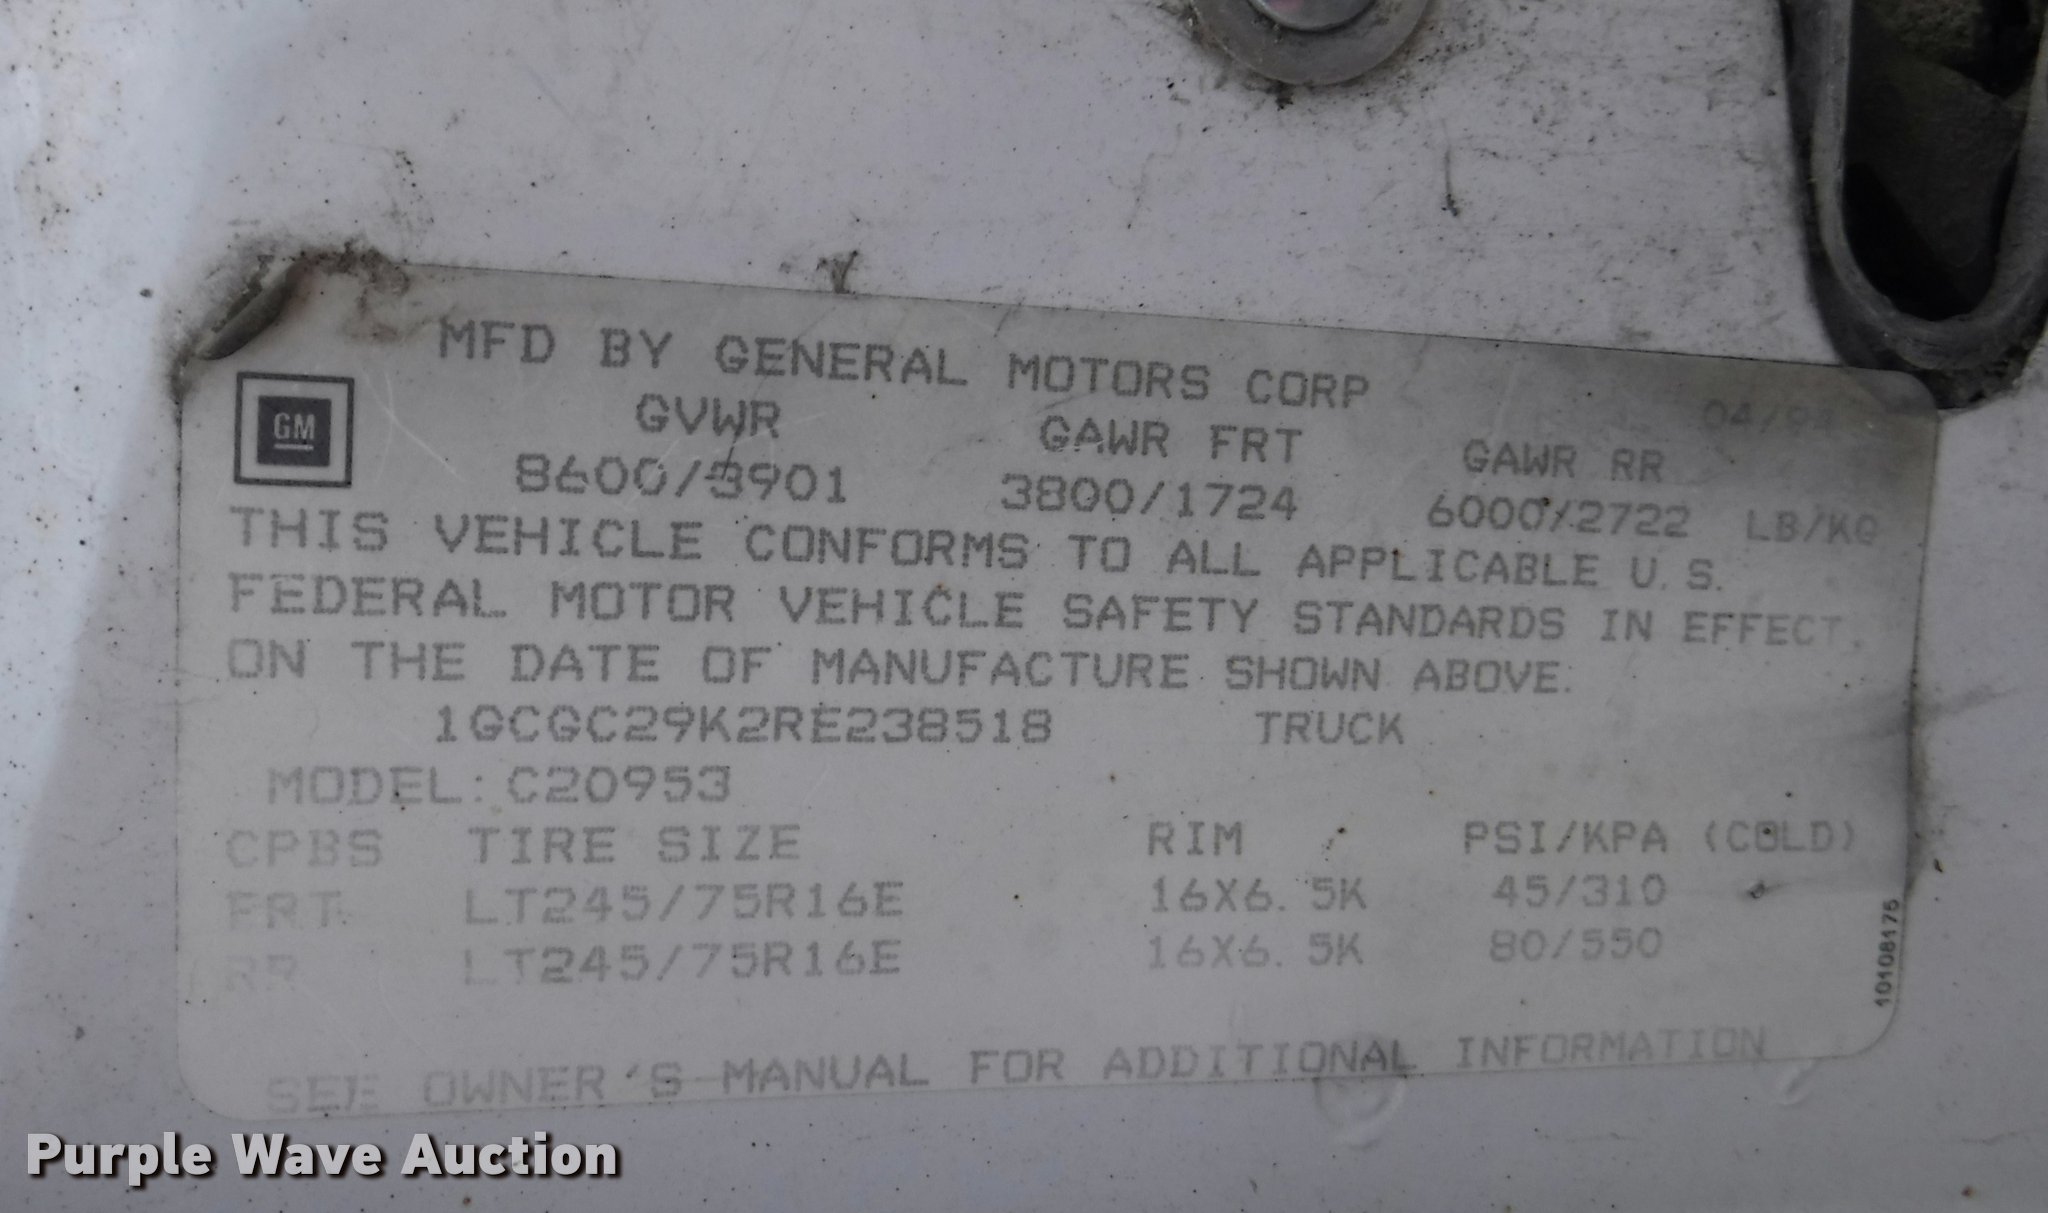 MFD BY GENERAL MOTORS CORP
GM
GVWR GAWR FRT GAWR RR
8600/3901 3800/1724 6000/2722 LB/KG
THIS VEHICLE CONFORMS TO ALL APPLICABLE U.S.
FEDERAL MOTOR VEHICLE SAFETY STANDARDS IN EFFECT,
ON THE DATE OF MANUFACTURE SHOWN ABOVE.
1GCGC29K2RE238518 TRUCK
MODEL: C20953
CPBS TIRE SIZE RIM PSI/KPA (COLD)
FRT LT245/75R16E 16X6.5K 45/310
RR LT245/75R16E 16X6.5K 80/550
10108175
SEE OWNER'S MANUAL FOR ADDITIONAL INFORMATION
Purple Wave Auction